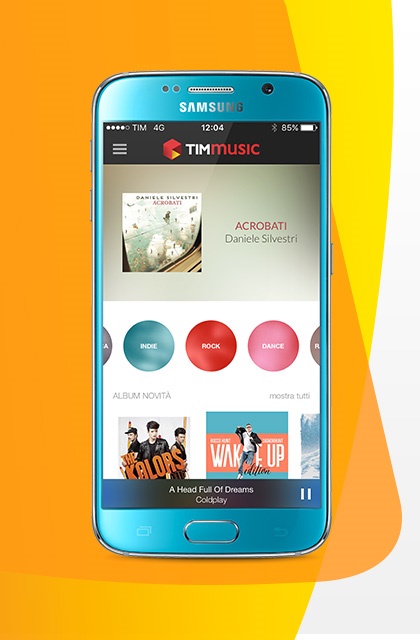 SAMSUNG
TIM 4G 12:04 85%
TIMMUSIC
DANIELE SILVESTRI
ACROBATI
ACROBATI
Daniele Silvestri
INDIE ROCK DANCE
ALBUM NOVITÀ mostra tutti
THE KOLORS
WAKE UP
edition
A Head Full Of Dreams
Coldplay